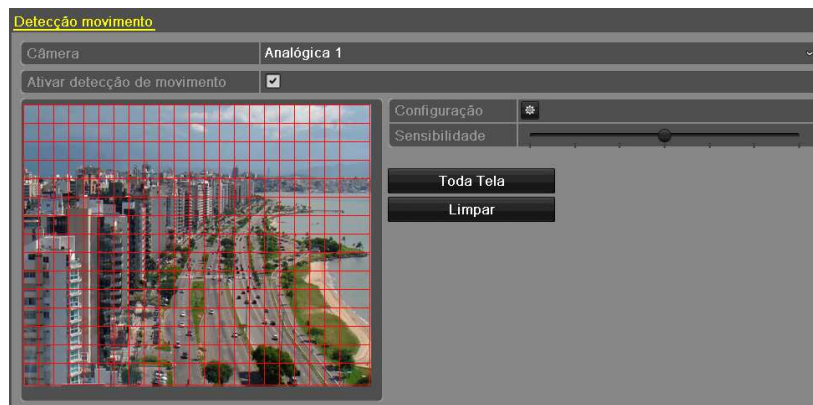 Detecção movimento
Câmera
Analógica 1
Ativar detecção de movimento
Configuração
Sensibilidade
Toda Tela
Limpar